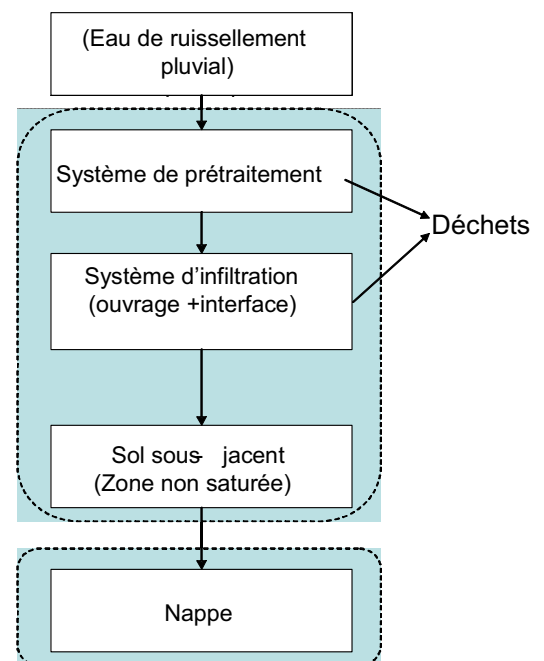 (Eau de ruissellement
pluvial)
Système de prétraitement
Déchets
Système d'infiltration
(ouvrage +interface)
Sol sous- jacent
(Zone non saturée)
Nappe